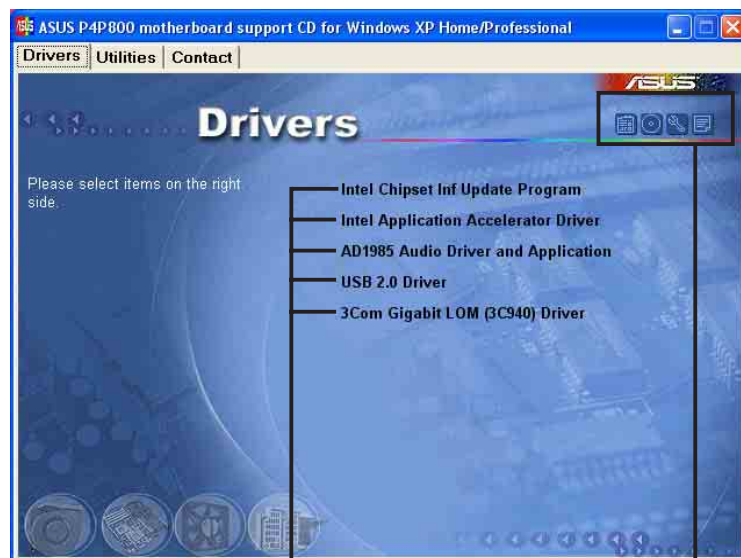 ASUS P4P800 motherboard support CD for Windows XP Home/Professional
Drivers Utilities Contact
ASUS
Drivers
Please select items on the right
side.
Intel Chipset Inf Update Program
Intel Application Accelerator Driver
AD1985 Audio Driver and Application
USB 2.0 Driver
3Com Gigabit LOM (3C940) Driver